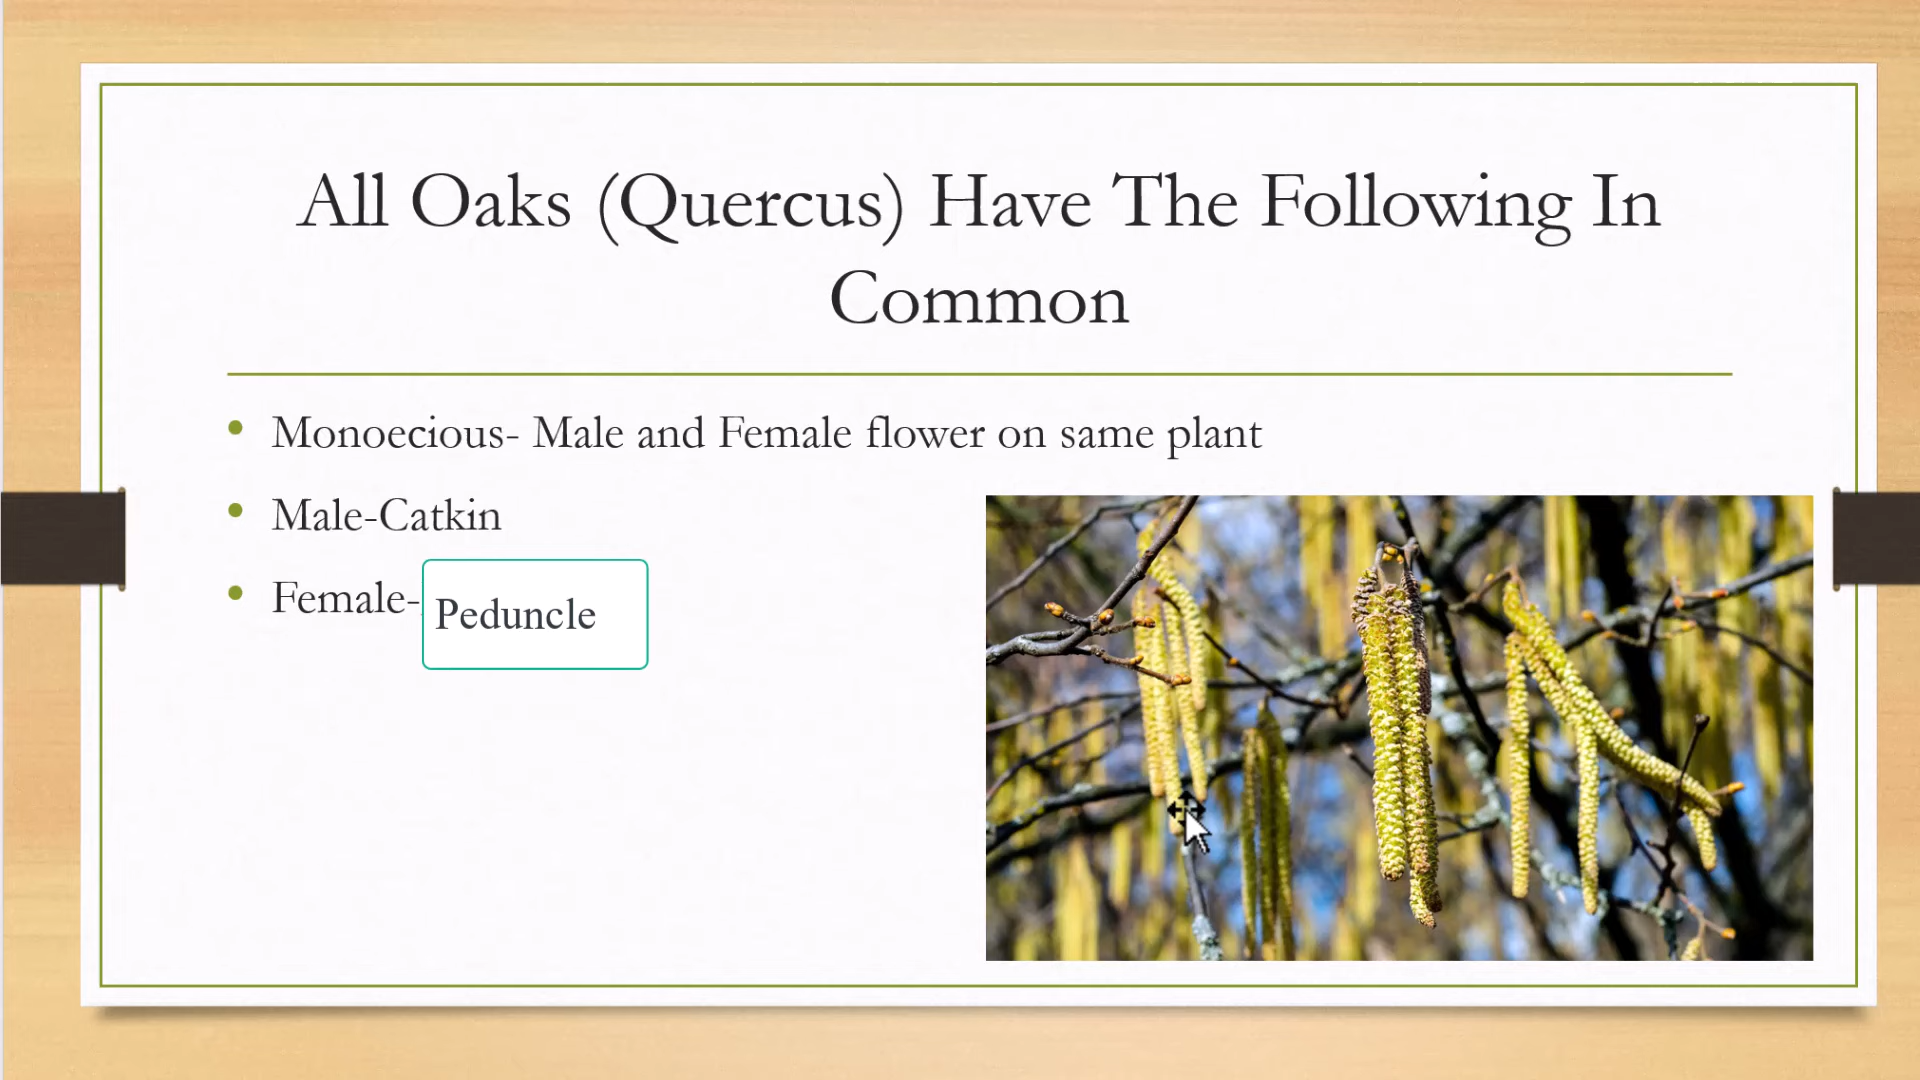 All Oaks (Quercus) Have The Following In
Common
• Monoecious- Male and Female flower on same plant
• Male-Catkin
• Female- Peduncle